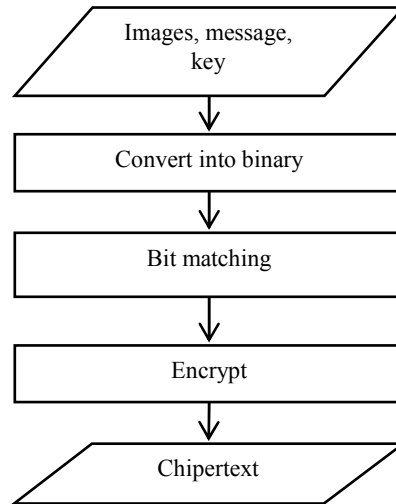 Images, message,
key
Convert into binary
Bit matching
Encrypt
Chipertext